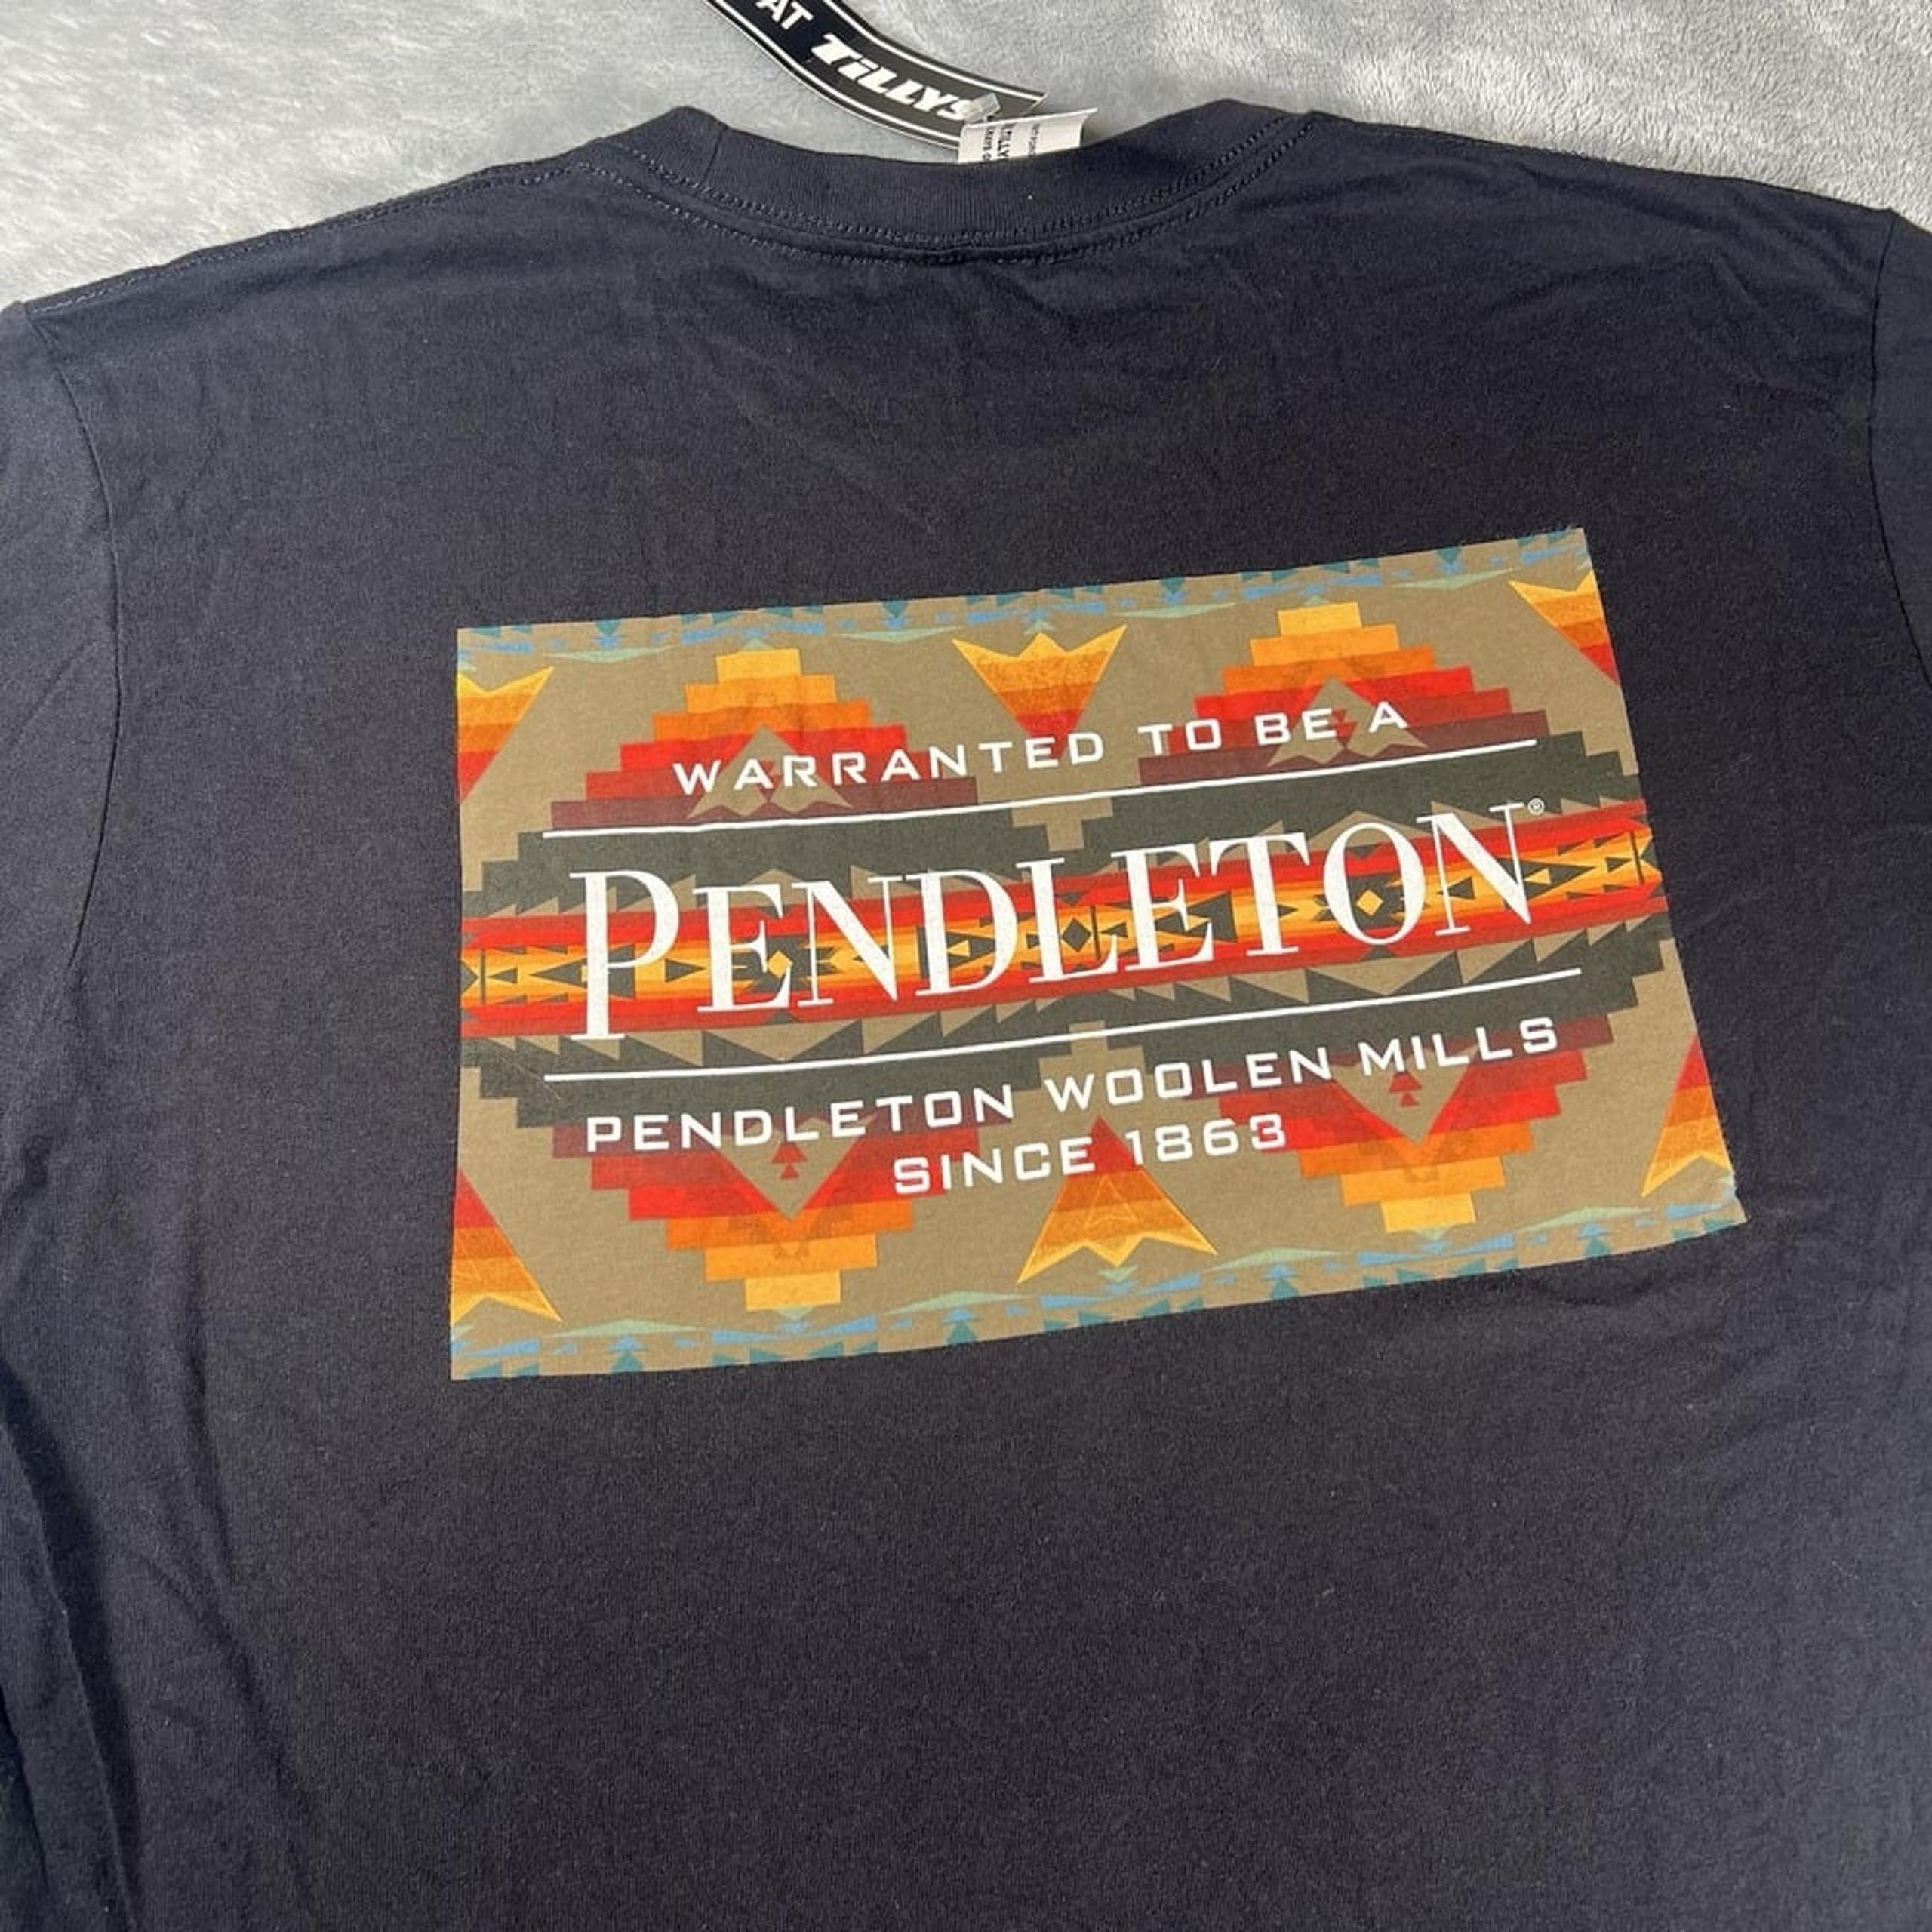 AT TILLYS
WARRANTED TO BE A
PENDLETON®
PENDLETON WOOLEN MILLS
SINCE 1863